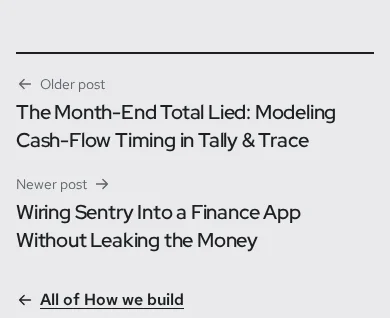 ← Older post
The Month-End Total Lied: Modeling
Cash-Flow Timing in Tally & Trace
Newer post →
Wiring Sentry Into a Finance App
Without Leaking the Money
← All of How we build